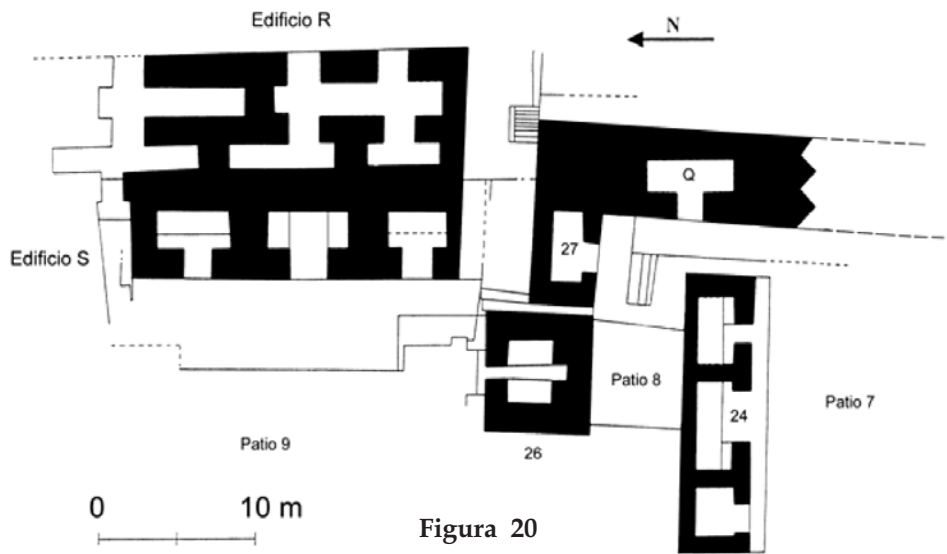 Edificio R
N
Q
27
Edificio S
Patio 8
24
Patio 7
Patio 9
26
0 10 m
Figura 20